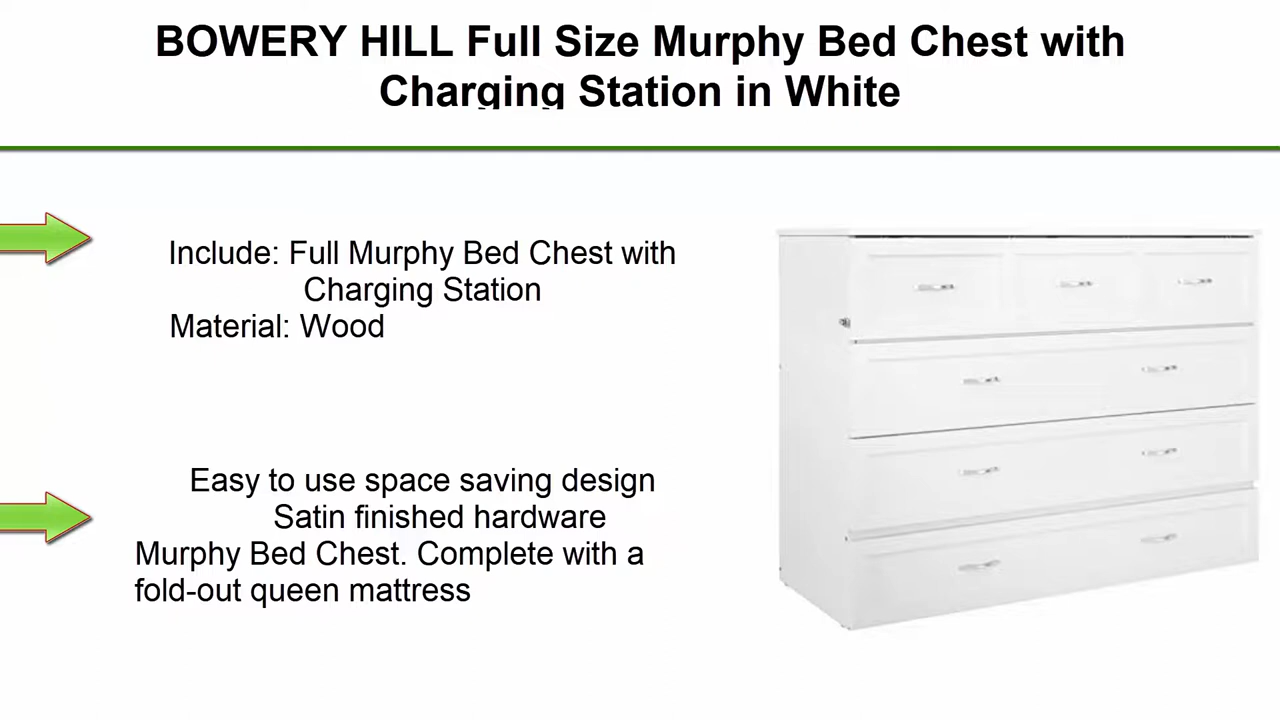 BOWERY HILL Full Size Murphy Bed Chest with
Charging Station in White
Include: Full Murphy Bed Chest with
Charging Station
Material: Wood
Easy to use space saving design
Satin finished hardware
Murphy Bed Chest. Complete with a
fold-out queen mattress